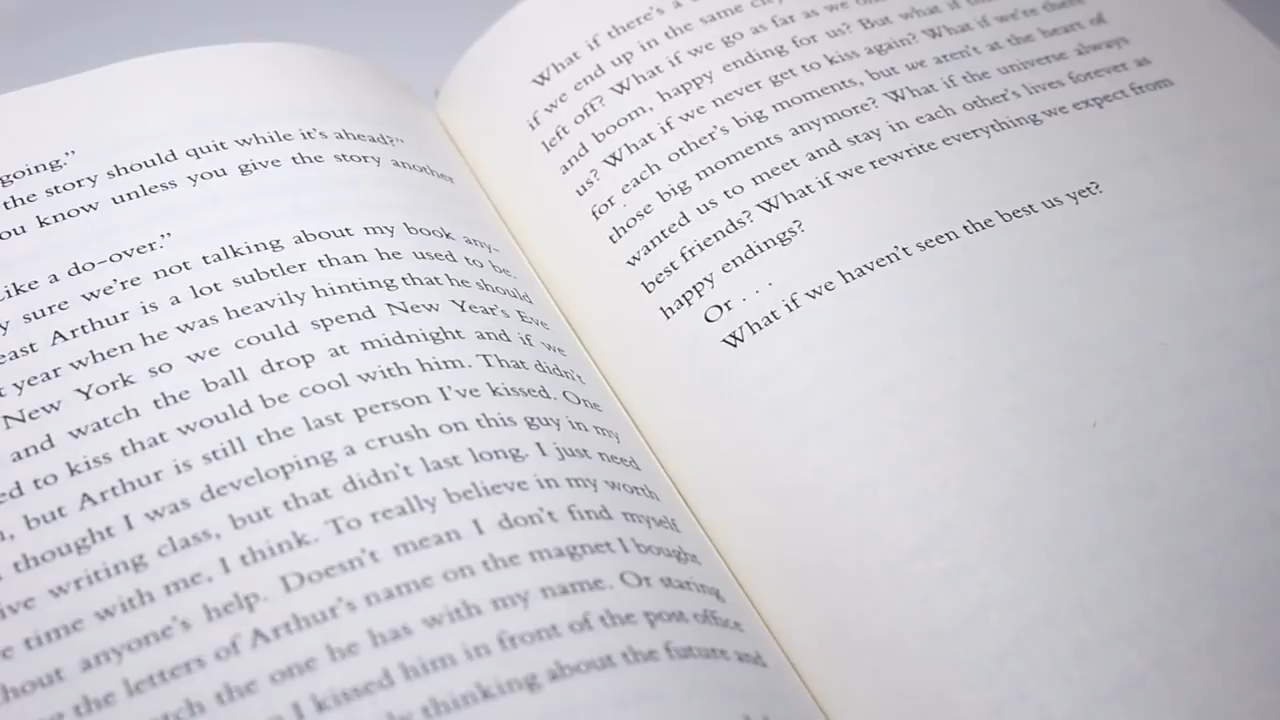 going.”
the story should quit while it’s ahead?”
you know unless you give the story another
Like a do-over.”
sure we’re not talking about my book any-
east Arthur is a lot subtler than he used to be.
year when he was heavily hinting that he should
New York so we could spend New Year’s Eve
and watch the ball drop at midnight and if we
ed to kiss that would be cool with him. That didn’t
, but Arthur is still the last person I’ve kissed. One
thought I was developing a crush on this guy in my
ive writing class, but that didn’t last long. I just need
e time with me, I think. To really believe in my worth
hout anyone’s help. Doesn’t mean I don’t find myself
the letters of Arthur’s name on the magnet I bought
tch the one he has with my name. Or staring
I kissed him in front of the post office
thinking about the future and
What if there’s a
if we end up in the same
left off? What if we go as far as we
and boom, happy ending for us? But what if
us? What if we never get to kiss again? What if we’re there
for each other’s big moments, but we aren’t at the heart of
those big moments anymore? What if the universe always
wanted us to meet and stay in each other’s lives forever as
best friends? What if we rewrite everything we expect from
happy endings?
Or . . .
What if we haven’t seen the best us yet?